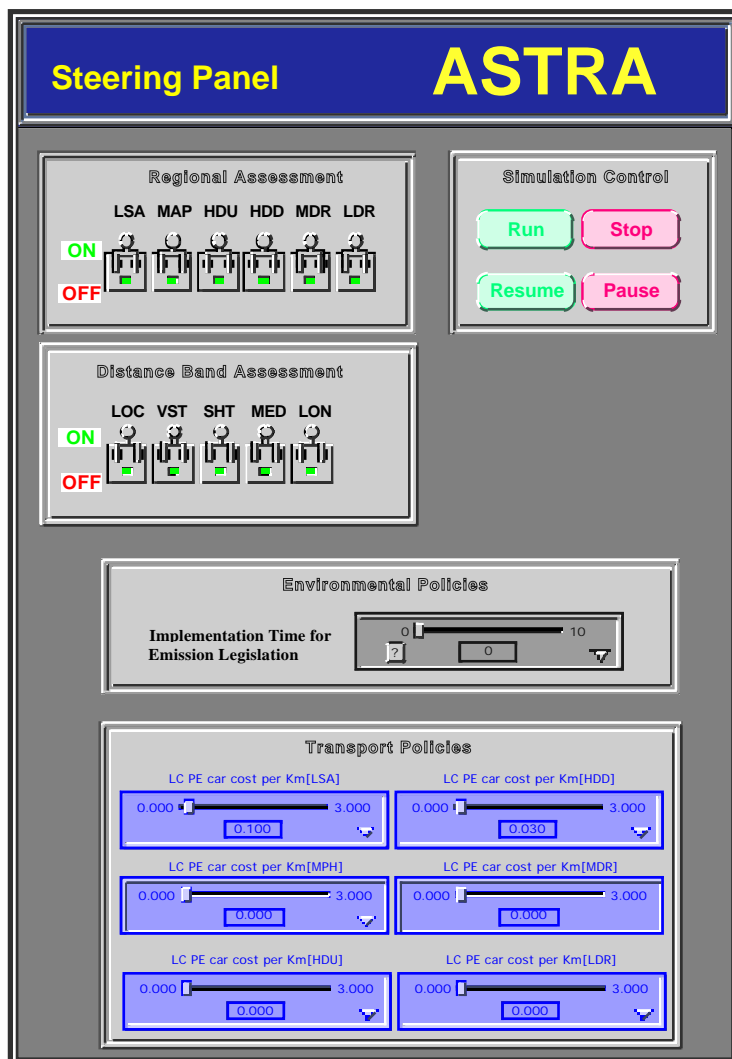 Steering Panel
ASTRA
Regional Assessment
LSA MAP HDU HDD MDR LDR
ON
OFF
Simulation Control
Run
Stop
Resume
Pause
Distance Band Assessment
LOC VST SHT MED LON
ON
OFF
Environmental Policies
Implementation Time for
Emission Legislation
0 10
? 0
Transport Policies
LC PE car cost per Km[LSA]
0.000 3.000
0.100
LC PE car cost per Km[HDD]
0.000 3.000
0.030
LC PE car cost per Km[MPH]
0.000 3.000
0.000
LC PE car cost per Km[MDR]
0.000 3.000
0.000
LC PE car cost per Km[HDU]
0.000 3.000
0.000
LC PE car cost per Km[LDR]
0.000 3.000
0.000